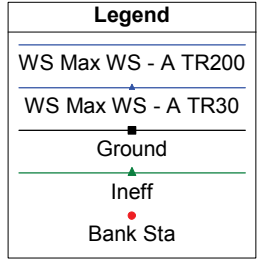 Legend
WS Max WS - A TR200
WS Max WS - A TR30
Ground
Ineff
Bank Sta